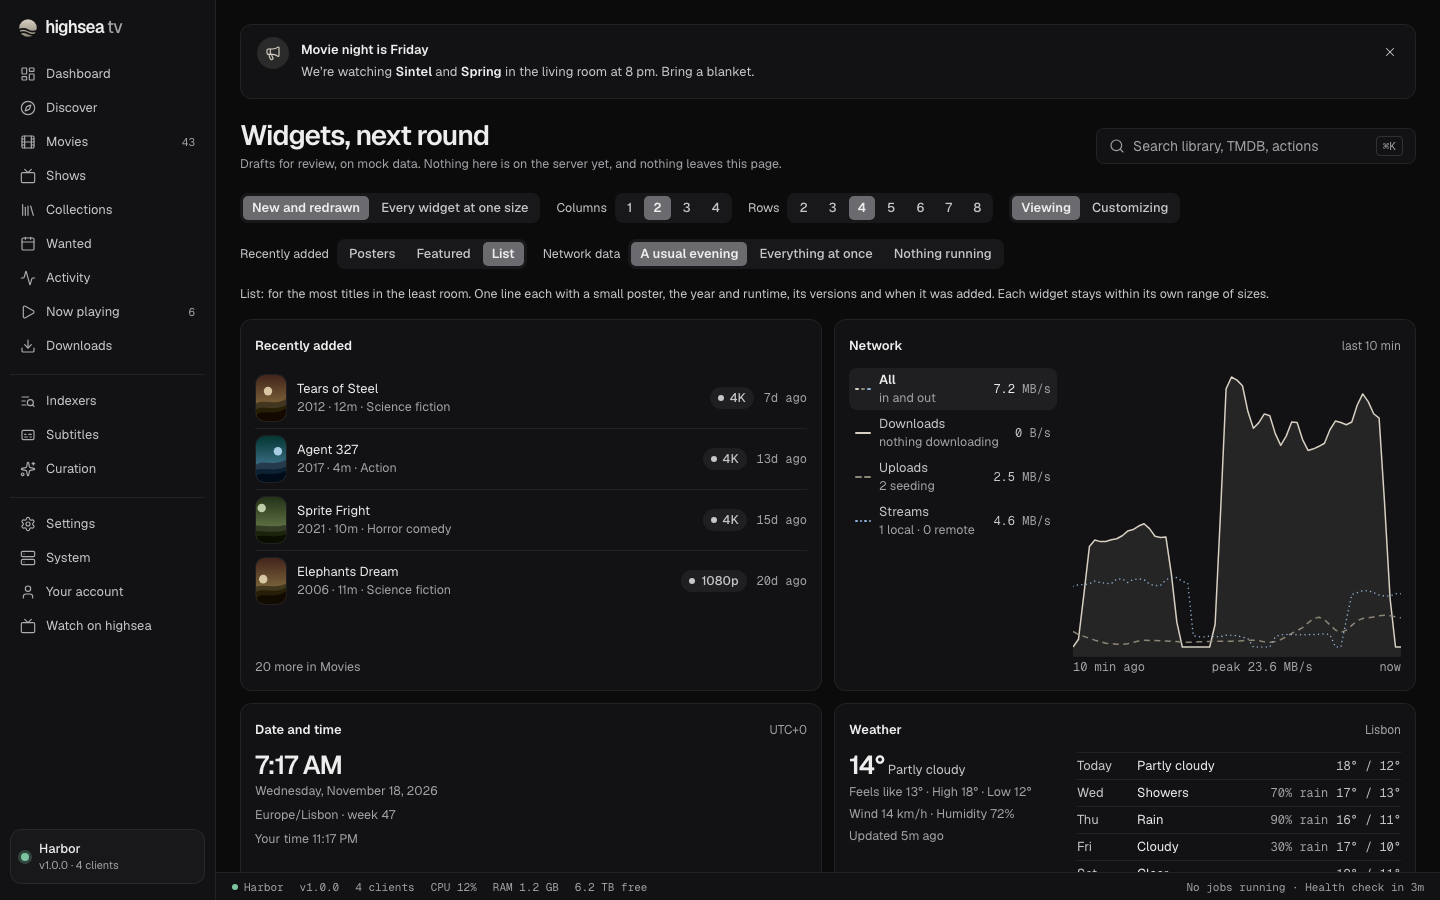 highsea tv
Dashboard
Discover
Movies 43
Shows
Collections
Wanted
Activity
Now playing 6
Downloads
Indexers
Subtitles
Curation
Settings
System
Your account
Watch on highsea
Harbor
v1.0.0 · 4 clients
Movie night is Friday
We're watching Sintel and Spring in the living room at 8 pm. Bring a blanket.
Widgets, next round
Drafts for review, on mock data. Nothing here is on the server yet, and nothing leaves this page.
Search library, TMDB, actions ⌘K
New and redrawn Every widget at one size Columns 1 2 3 4 Rows 2 3 4 5 6 7 8 Viewing Customizing
Recently added Posters Featured List Network data A usual evening Everything at once Nothing running
List: for the most titles in the least room. One line each with a small poster, the year and runtime, its versions and when it was added. Each widget stays within its own range of sizes.
Recently added
Tears of Steel
2012 · 12m · Science fiction
4K 7d ago
Agent 327
2017 · 4m · Action
4K 13d ago
Sprite Fright
2021 · 10m · Horror comedy
4K 15d ago
Elephants Dream
2006 · 11m · Science fiction
1080p 20d ago
20 more in Movies
Network last 10 min
All
in and out
7.2 MB/s
Downloads
nothing downloading
0 B/s
Uploads
2 seeding
2.5 MB/s
Streams
1 local · 0 remote
4.6 MB/s
10 min ago peak 23.6 MB/s now
Date and time UTC+0
7:17 AM
Wednesday, November 18, 2026
Europe/Lisbon · week 47
Your time 11:17 PM
Weather Lisbon
14° Partly cloudy
Feels like 13° · High 18° · Low 12°
Wind 14 km/h · Humidity 72%
Updated 5m ago
Today Partly cloudy 18° / 12°
Wed Showers 70% rain 17° / 13°
Thu Rain 90% rain 16° / 11°
Fri Cloudy 30% rain 17° / 10°
Harbor v1.0.0 4 clients CPU 12% RAM 1.2 GB 6.2 TB free
No jobs running · Health check in 3m